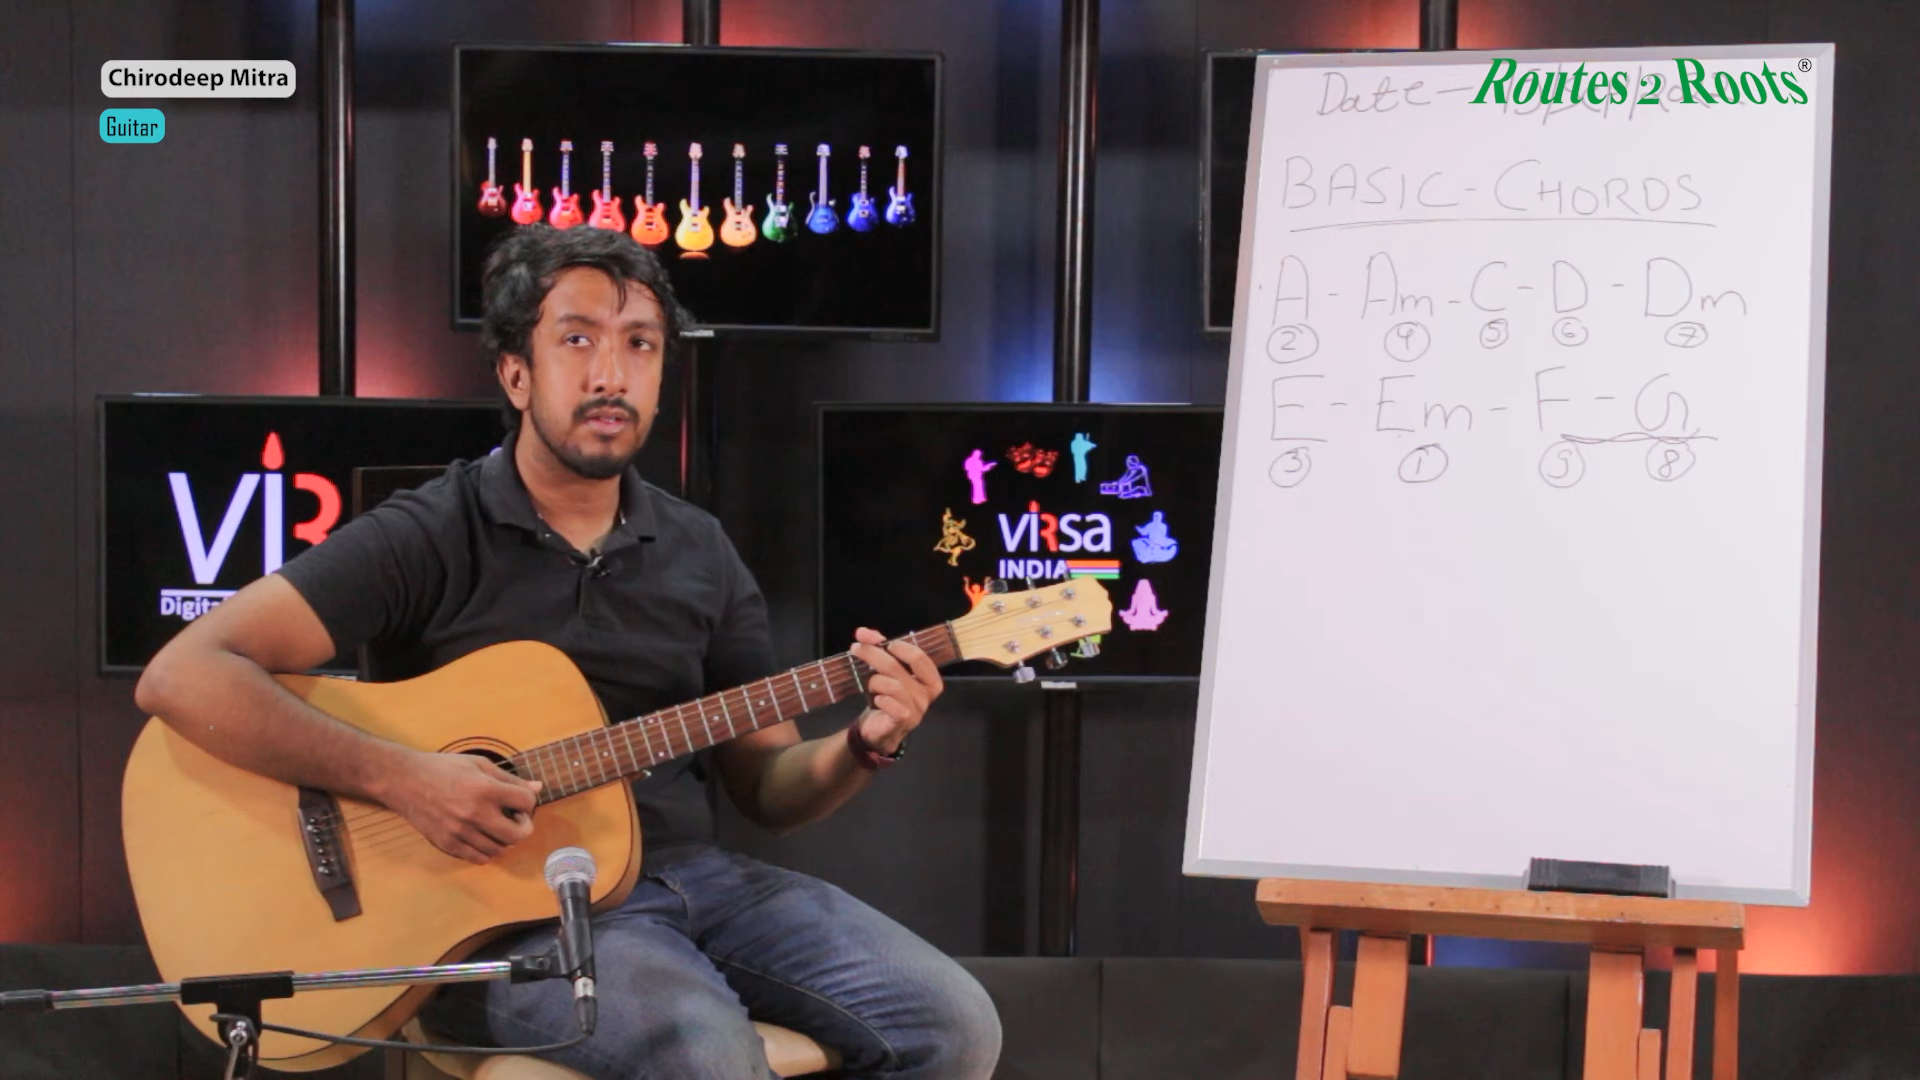 Chirodeep Mitra
Guitar
Routes 2 Roots®
Date -
BASIC - CHORDS
A - Am - C - D - Dm
2 4 5 6 7
E - Em - F - G
3 1 9 8
VIR
Digit
VIRSA
INDIA